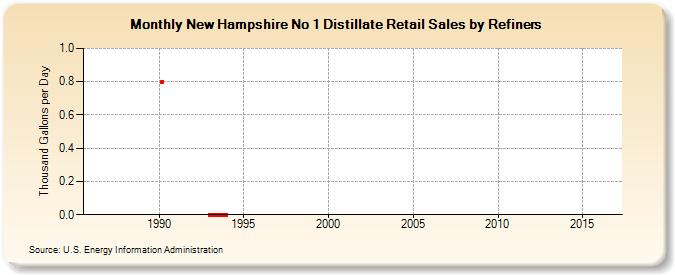 Monthly New Hampshire No 1 Distillate Retail Sales by Refiners
Thousand Gallons per Day
1.0
0.8
0.6
0.4
0.2
0.0
1990 1995 2000 2005 2010 2015
Source: U.S. Energy Information Administration